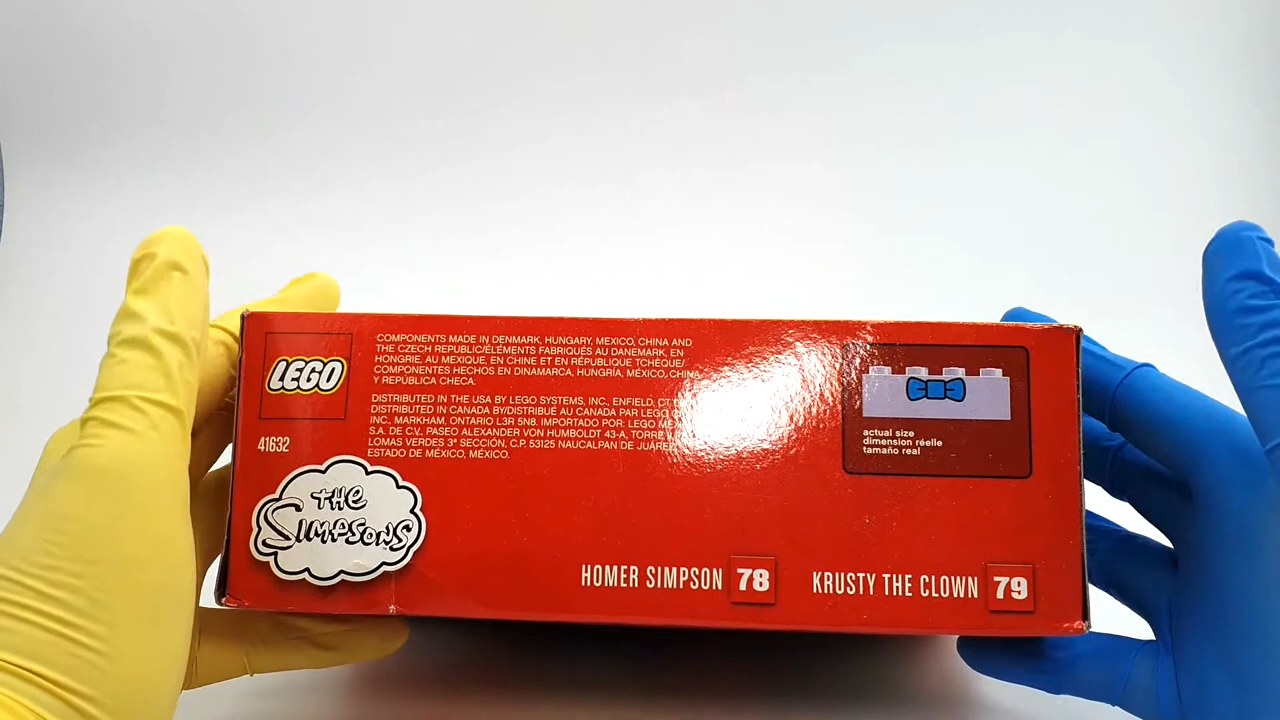 LEGO
41632
THE
SIMPSONS
COMPONENTS MADE IN DENMARK, HUNGARY, MEXICO, CHINA AND
THE CZECH REPUBLIC/ÉLÉMENTS FABRIQUÉS AU DANEMARK, EN
HONGRIE, AU MEXIQUE, EN CHINE ET EN RÉPUBLIQUE TCHÈQUE/
COMPONENTES HECHOS EN DINAMARCA, HUNGRÍA, MÉXICO, CHINA
Y REPÚBLICA CHECA.
DISTRIBUTED IN THE USA BY LEGO SYSTEMS, INC., ENFIELD, CT
DISTRIBUTED IN CANADA BY/DISTRIBUÉ AU CANADA PAR LEGO
INC., MARKHAM, ONTARIO L3R 5N8. IMPORTADO POR: LEGO
S.A. DE C.V., PASEO ALEXANDER VON HUMBOLDT 43-A,
LOMAS VERDES 3ª SECCIÓN, C.P. 53125 NAUCALPAN DE JUÁREZ
ESTADO DE MÉXICO, MÉXICO.
actual size
dimension réelle
tamaño real
HOMER SIMPSON 78
KRUSTY THE CLOWN 79